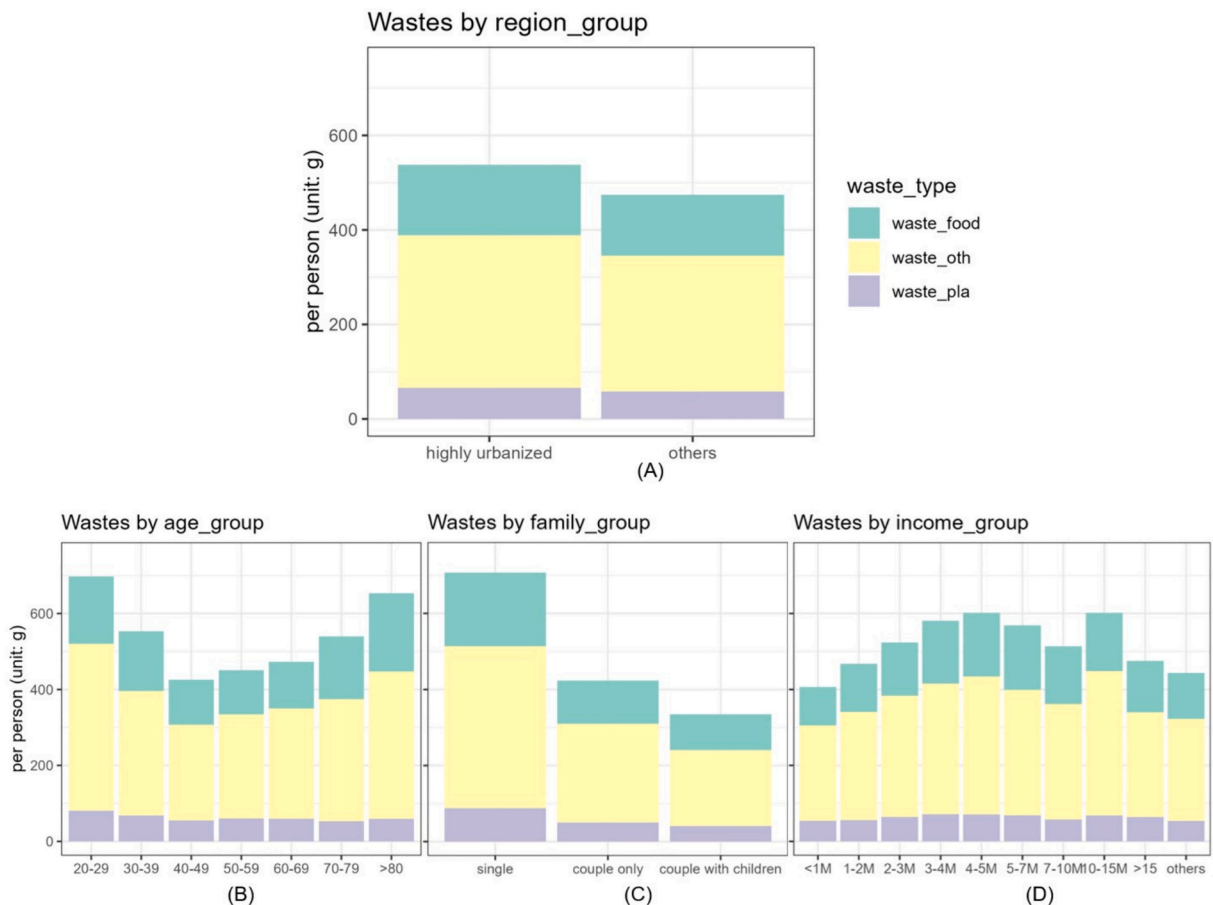 Wastes by region_group
per person (unit: g)
600
400
200
0
highly urbanized
others
(A)
waste_type
waste_food
waste_oth
waste_pla
Wastes by age_group
Wastes by family_group
Wastes by income_group
per person (unit: g)
600
400
200
0
20-29 30-39 40-49 50-59 60-69 70-79 >80
single couple only couple with children
<1M 1-2M 2-3M 3-4M 4-5M 5-7M 7-10M 10-15M >15 others
(B)
(C)
(D)